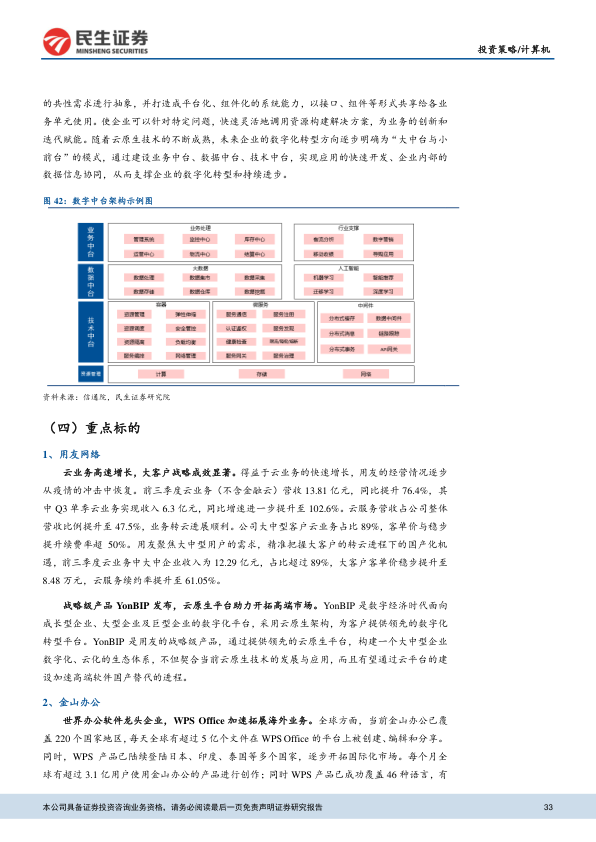 民生证券
MINSHENG SECURITIES
投资策略/计算机
的共性需求进行抽象，并打造成平台化、组件化的系统能力，以接口、组件等形式共享给各业
务单元使用。使企业可以针对特定问题，快速灵活地调用资源构建解决方案，为业务的创新和
迭代赋能。随着云原生技术的不断成熟，未来企业的数字化转型方向逐步明确为“大中台与小
前台”的模式，通过建设业务中台、数据中台、技术中台，实现应用的快速开发、企业内部的
数据信息协同，从而支撑企业的数字化转型和持续进步。
图 42：数字中台架构示例图
业务中台
业务处理
管理系统 监控中心 库存中心
运营中心 物流中心 结算中心
行业支撑
物流分析 数字营销
移动收银 导购应用
数据中台
大数据
数据处理 数据集市 数据采集
数据存储 数据仓库 数据挖掘
人工智能
机器学习 智能推荐
迁移学习 深度学习
技术中台
容器
资源管理 弹性伸缩
资源调度 安全管控
资源隔离 负载均衡
服务编排 网络管理
微服务
服务通信 服务注册
认证鉴权 服务发现
健康检查
服务网关 服务治理
中间件
分布式缓存 数据中间件
分布式消息 链路跟踪
分布式事务 API网关
资源管理
计算 存储 网络
资料来源：信通院，民生证券研究院
（四）重点标的
1、用友网络
云业务高速增长，大客户战略成效显著。得益于云业务的快速增长，用友的经营情况逐步
从疫情的冲击中恢复。前三季度云业务（不含金融云）营收 13.81 亿元，同比提升 76.4%，其
中 Q3 单季云业务实现收入 6.3 亿元，同比增速进一步提升至 102.6%。云服务营收占公司整体
营收比例提升至 47.5%，业务转云进展顺利。公司大中型客户云业务占比 89%，客单价与稳步
提升续费率超 50%。用友聚焦大中型用户的需求，精准把握大客户的转云进程下的国产化机
遇，前三季度云业务中大中企业收入为 12.29 亿元，占比超过 89%，大客户客单价稳步提升至
8.48 万元，云服务续约率提升至 61.05%。
战略级产品 YonBIP 发布，云原生平台助力开拓高端市场。YonBIP 是数字经济时代面向
成长型企业、大型企业及巨型企业的数字化平台，采用云原生架构，为客户提供领先的数字化
转型平台。YonBIP 是用友的战略级产品，通过提供领先的云原生平台，构建一个大中型企业
数字化、云化的生态体系，不但契合当前云原生技术的发展与应用，而且有望通过云平台的建
设加速高端软件国产替代的进程。
2、金山办公
世界办公软件龙头企业，WPS Office 加速拓展海外业务。全球方面，当前金山办公已覆
盖 220 个国家地区，每天全球有超过 5 亿个文件在 WPS Office 的平台上被创建、编辑和分享。
同时，WPS 产品已陆续登陆日本、印度、泰国等多个国家，逐步开拓国际化市场。每个月全
球有超过 3.1 亿用户使用金山办公的产品进行创作；同时 WPS 产品已成功覆盖 46 种语言，有
本公司具备证券投资咨询业务资格，请务必阅读最后一页免责声明证券研究报告
33